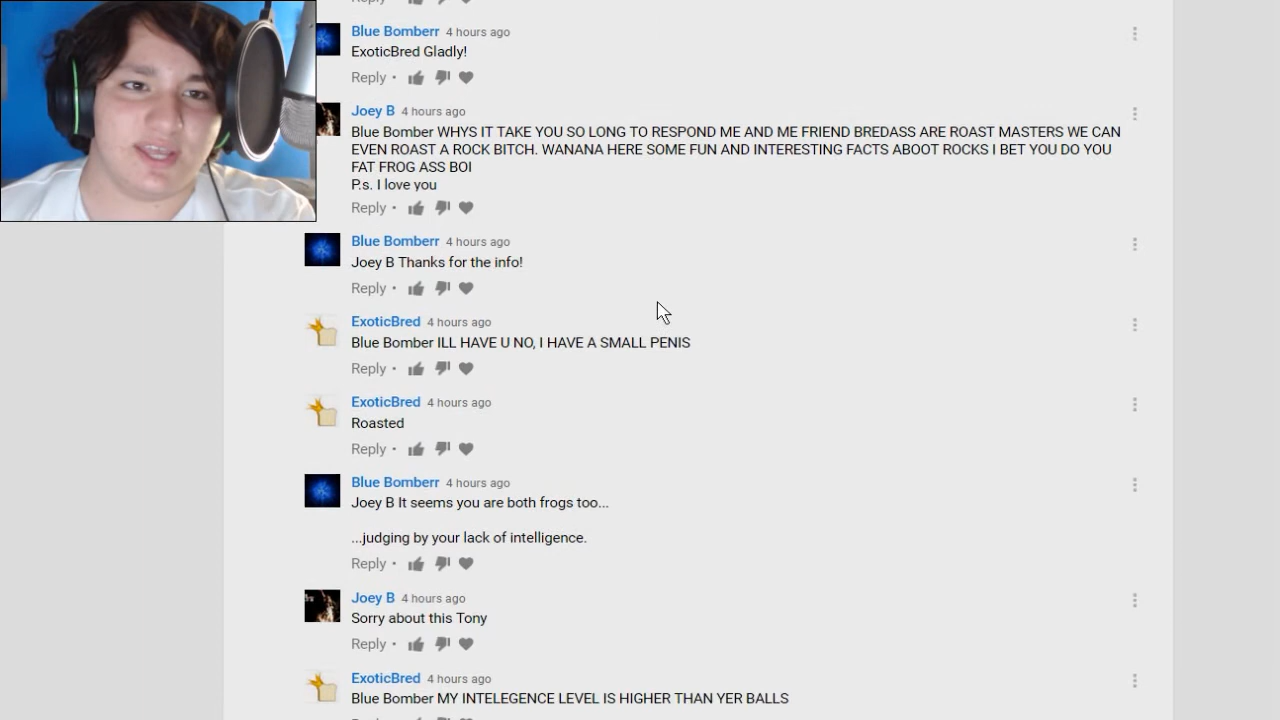 Reply •
Blue Bomberr 4 hours ago
ExoticBred Gladly!
Reply •
Joey B 4 hours ago
Blue Bomber WHYS IT TAKE YOU SO LONG TO RESPOND ME AND ME FRIEND BREDASS ARE ROAST MASTERS WE CAN
EVEN ROAST A ROCK BITCH. WANANA HERE SOME FUN AND INTERESTING FACTS ABOOT ROCKS I BET YOU DO YOU
FAT FROG ASS BOI
P.s. I love you
Reply •
Blue Bomberr 4 hours ago
Joey B Thanks for the info!
Reply •
ExoticBred 4 hours ago
Blue Bomber ILL HAVE U NO, I HAVE A SMALL PENIS
Reply •
ExoticBred 4 hours ago
Roasted
Reply •
Blue Bomberr 4 hours ago
Joey B It seems you are both frogs too...
...judging by your lack of intelligence.
Reply •
Joey B 4 hours ago
Sorry about this Tony
Reply •
ExoticBred 4 hours ago
Blue Bomber MY INTELEGENCE LEVEL IS HIGHER THAN YER BALLS